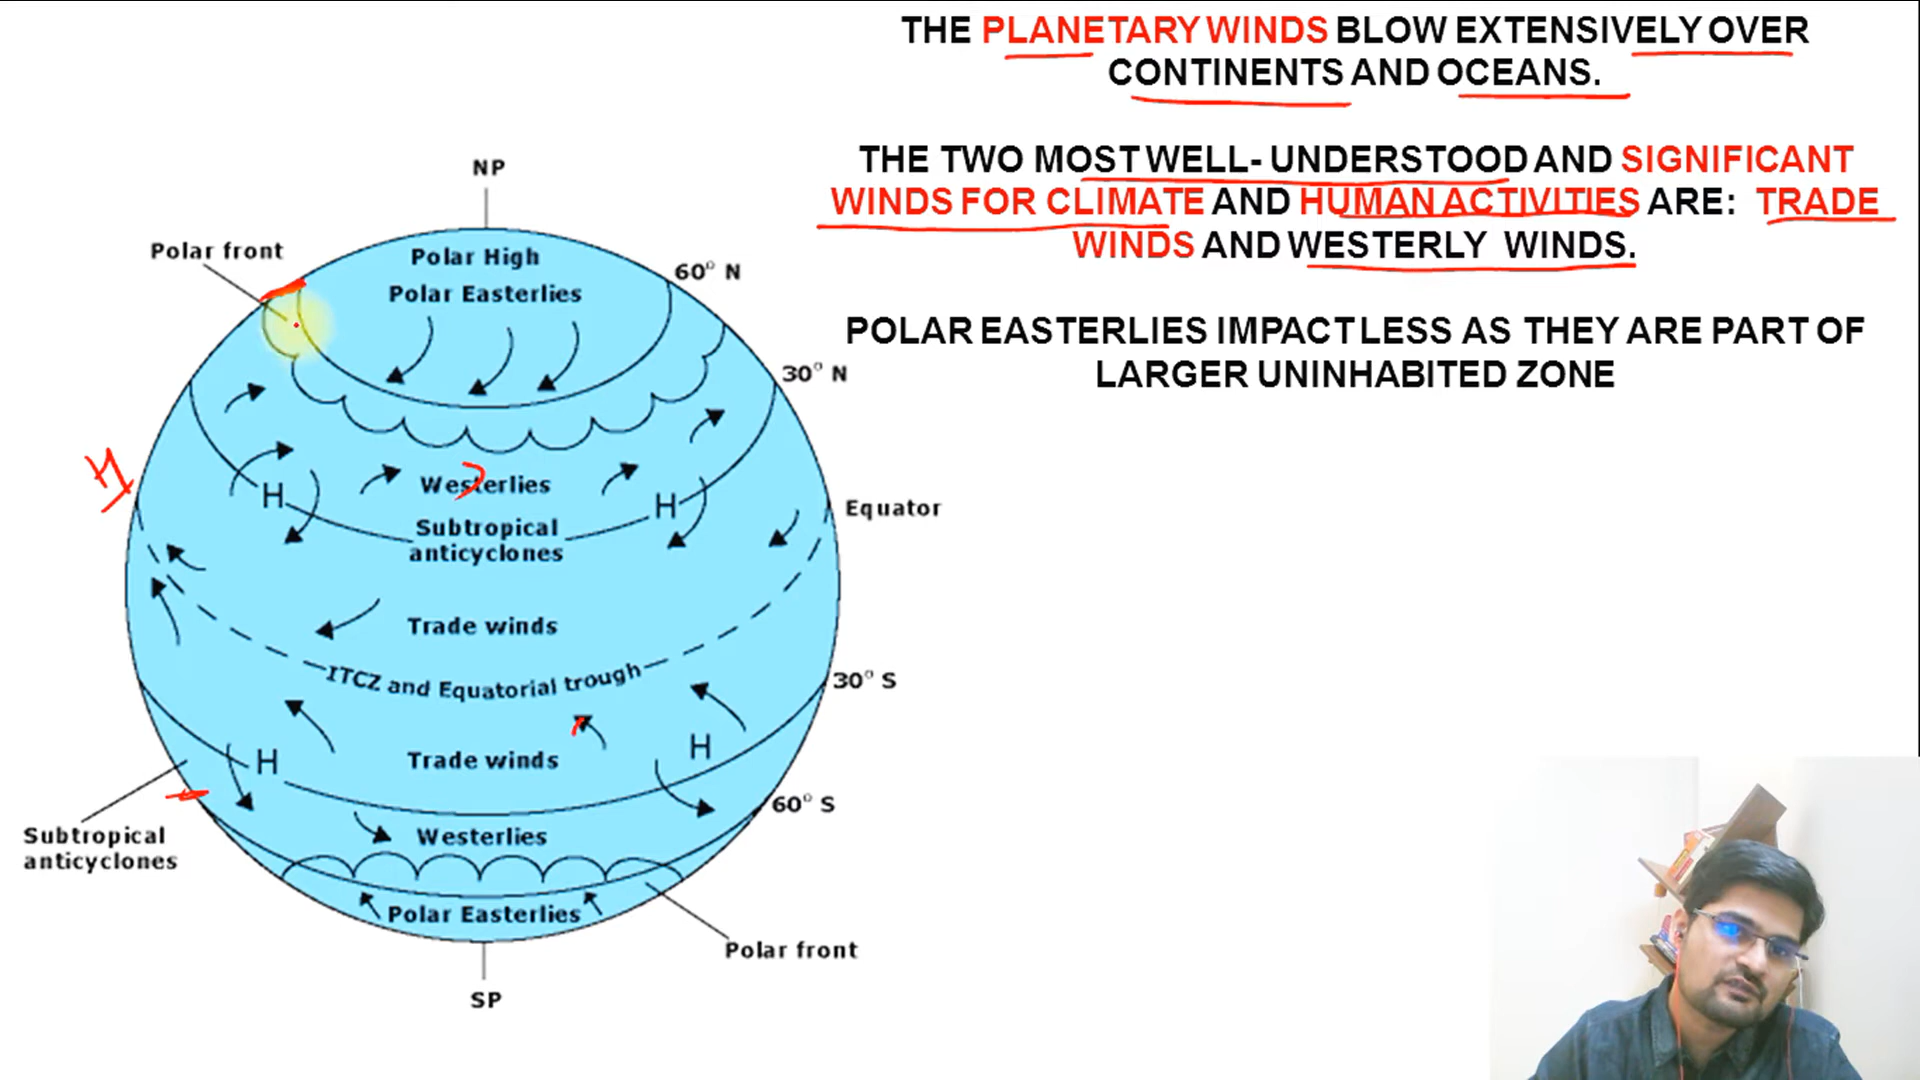 THE PLANETARY WINDS BLOW EXTENSIVELY OVER
CONTINENTS AND OCEANS.
THE TWO MOST WELL- UNDERSTOOD AND SIGNIFICANT
WINDS FOR CLIMATE AND HUMAN ACTIVITIES ARE: TRADE
WINDS AND WESTERLY WINDS.
POLAR EASTERLIES IMPACT LESS AS THEY ARE PART OF
LARGER UNINHABITED ZONE
NP
Polar front
Polar High
60° N
Polar Easterlies
30° N
Westerlies
H
H
Subtropical
anticyclones
Equator
Trade winds
ITCZ and Equatorial trough
30° S
Trade winds
H
H
60° S
Subtropical
anticyclones
Westerlies
Polar Easterlies
Polar front
SP